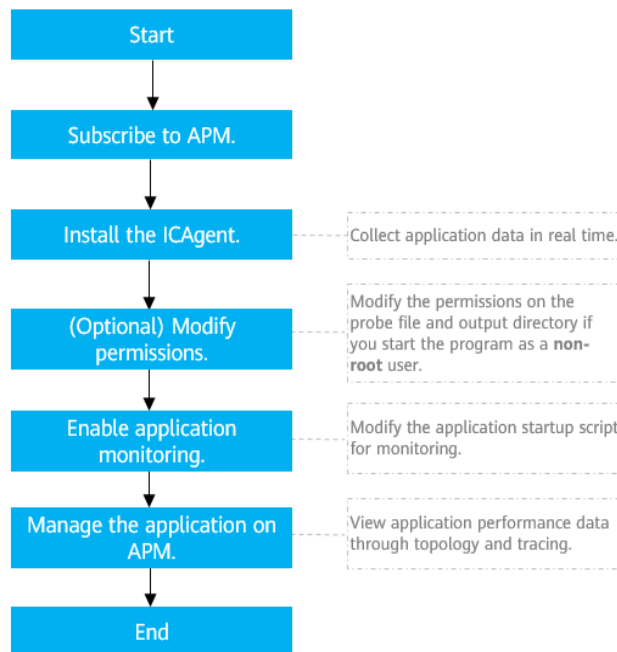 Start
Subscribe to APM.
Install the ICAgent.
Collect application data in real time.
(Optional) Modify
permissions.
Modify the permissions on the
probe file and output directory if
you start the program as a non-
root user.
Enable application
monitoring.
Modify the application startup script
for monitoring.
Manage the application on
APM.
View application performance data
through topology and tracing.
End